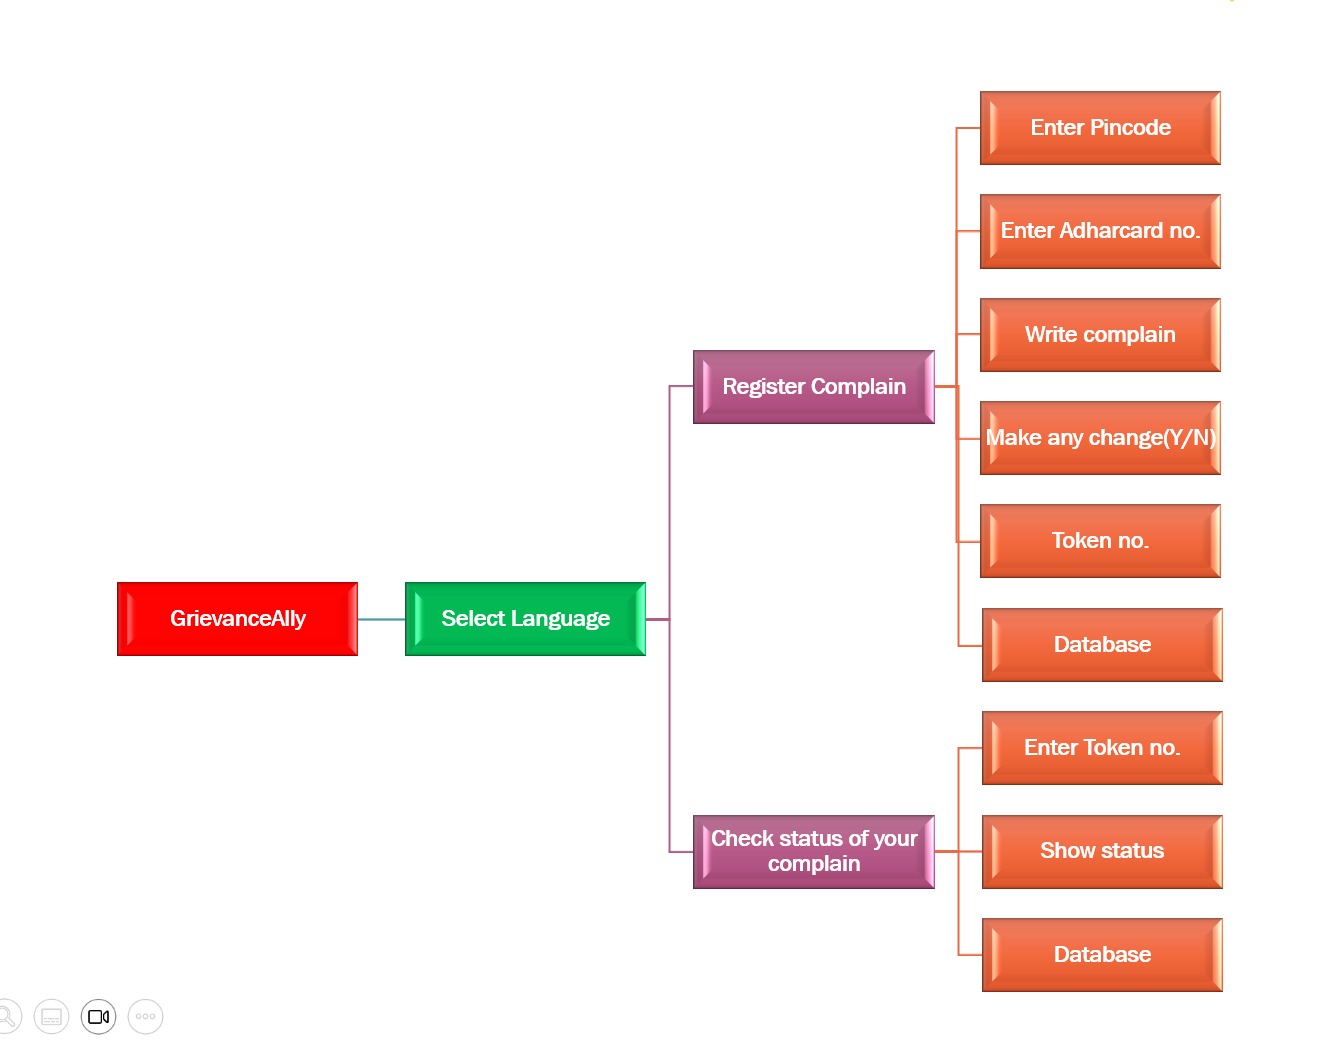 GrievanceAlly
Select Language
Register Complain
Enter Pincode
Enter Adharcard no.
Write complain
Make any change(Y/N)
Token no.
Database
Check status of your
complain
Enter Token no.
Show status
Database